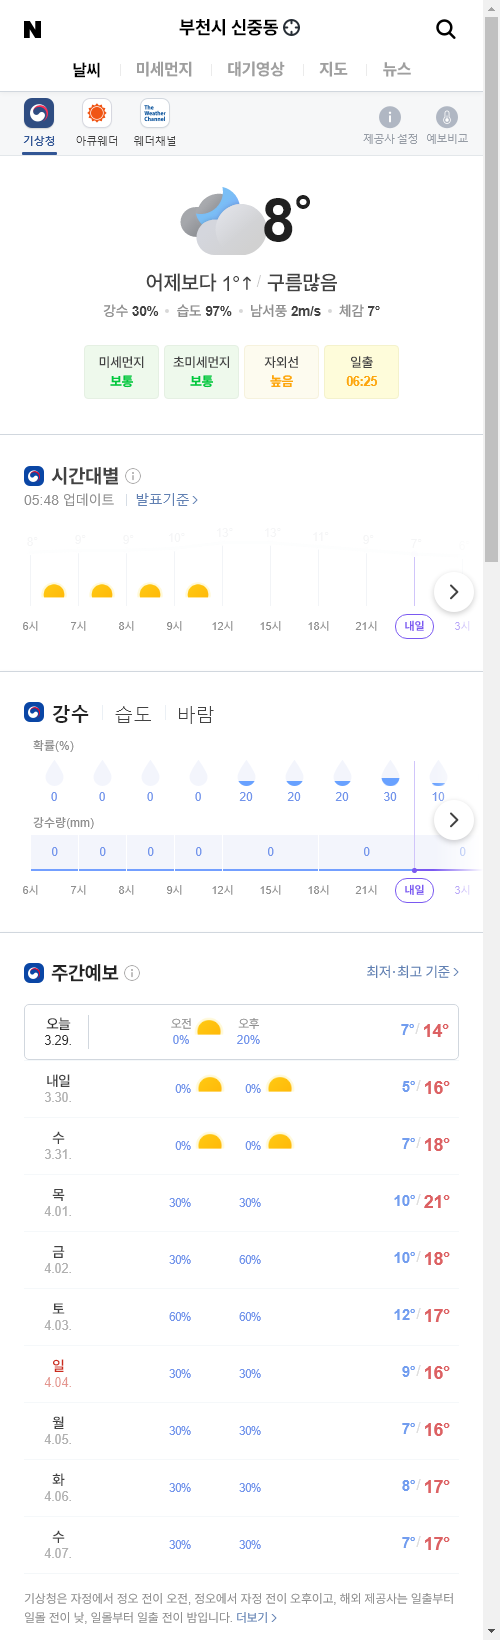 N
부천시 신중동
날씨 미세먼지 대기영상 지도 뉴스
기상청 아큐웨더 The Weather Channel 웨더채널 제공사 설정 예보비교
8°
어제보다 1°↑ / 구름많음
강수 30% • 습도 97% • 남서풍 2m/s • 체감 7°
미세먼지 초미세먼지 자외선 일출
보통 보통 높음 06:25
시간대별
05:48 업데이트 발표기준 >
8° 9° 9° 10° 13° 13° 11° 9° 7°
6시 7시 8시 9시 12시 15시 18시 21시 내일 3시
강수 습도 바람
확률(%)
0 0 0 0 20 20 20 30 10
강수량(mm)
0 0 0 0 0 0 0
6시 7시 8시 9시 12시 15시 18시 21시 내일 3시
주간예보 최저·최고 기준 >
오늘 오전 오후 7°/ 14°
3.29. 0% 20%
내일 0% 0% 5°/ 16°
3.30.
수 0% 0% 7°/ 18°
3.31.
목 30% 30% 10°/ 21°
4.01.
금 30% 60% 10°/ 18°
4.02.
토 60% 60% 12°/ 17°
4.03.
일 30% 30% 9°/ 16°
4.04.
월 30% 30% 7°/ 16°
4.05.
화 30% 30% 8°/ 17°
4.06.
수 30% 30% 7°/ 17°
4.07.
기상청은 자정에서 정오 전이 오전, 정오에서 자정 전이 오후이고, 해외 제공사는 일출부터
일몰 전이 낮, 일몰부터 일출 전이 밤입니다. 더보기 >